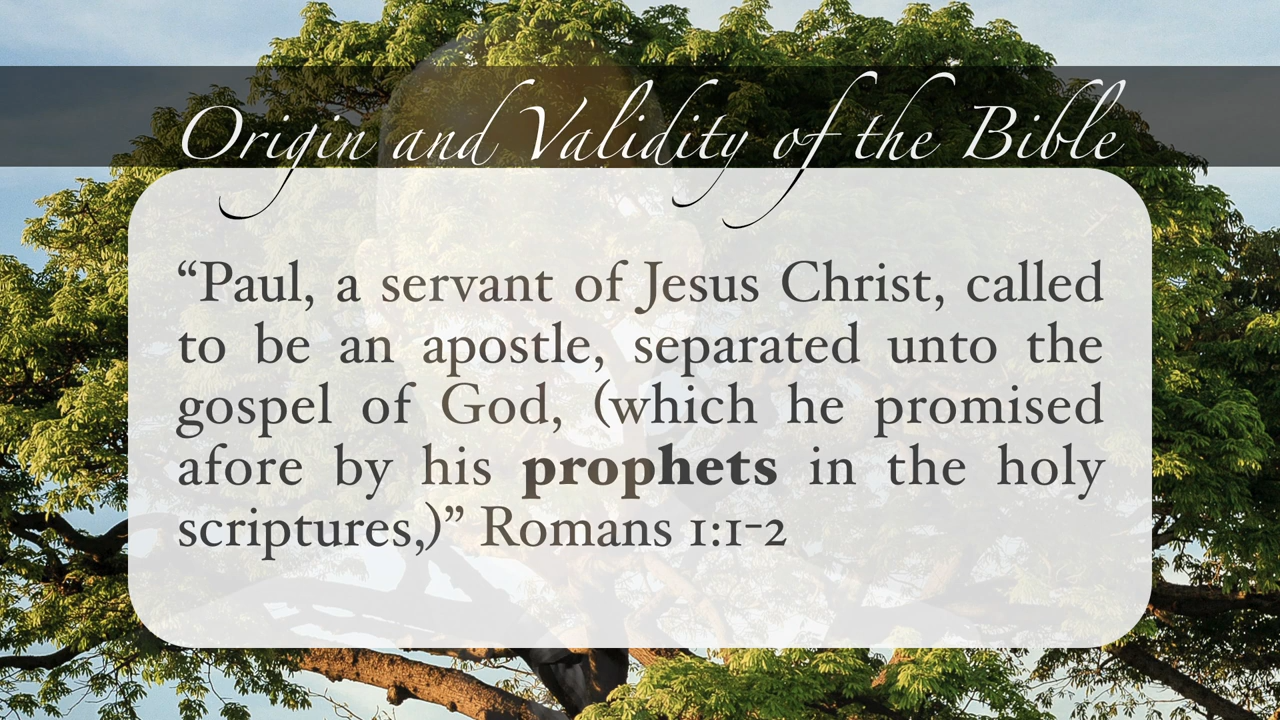 Origin and Validity of the Bible
“Paul, a servant of Jesus Christ, called
to be an apostle, separated unto the
gospel of God, (which he promised
afore by his prophets in the holy
scriptures,)” Romans 1:1-2